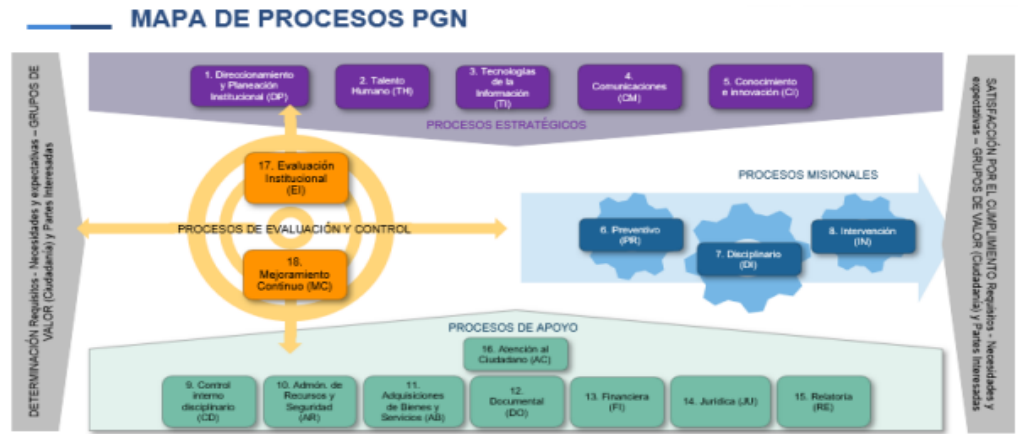 MAPA DE PROCESOS PGN
DETERMINACIÓN Requisitos - Necesidades y expectativas – GRUPOS DE
VALOR (Ciudadanía) y Partes Interesadas
1. Direccionamiento
y Planeación
Institucional (DP)
2. Talento
Humano (TH)
3. Tecnologías
de la
Información
(TI)
4.
Comunicaciones
(CM)
5. Conocimiento
e innovación (CI)
PROCESOS ESTRATÉGICOS
17. Evaluación
Institucional
(EI)
PROCESOS DE EVALUACIÓN Y CONTROL
18.
Mejoramiento
Continuo (MC)
PROCESOS MISIONALES
6. Preventivo
(PR)
7. Disciplinario
(DI)
8. Intervención
(IN)
PROCESOS DE APOYO
16. Atención al
Ciudadano (AC)
9. Control
interno
disciplinario
(CD)
10. Admón. de
Recursos y
Seguridad
(AR)
11.
Adquisiciones
de Bienes y
Servicios (AB)
12.
Documental
(DO)
13. Financiera
(FI)
14. Jurídica (JU)
15. Relatoría
(RE)
SATISFACCIÓN POR EL CUMPLIMIENTO Requisitos - Necesidades y
expectativas – GRUPOS DE VALOR (Ciudadanía) y Partes Interesadas